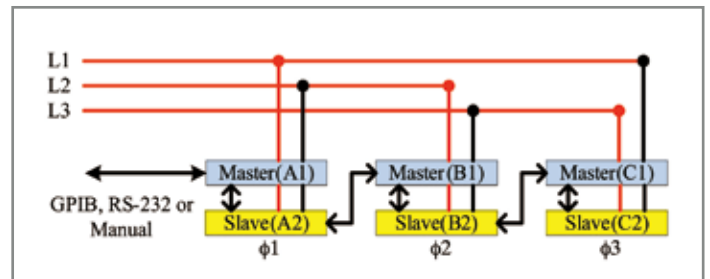 L1
L2
L3
Master(A1)
Master(B1)
Master(C1)
GPIB, RS-232 or
Manual
Slave(A2)
Slave(B2)
Slave(C2)
ϕ1
ϕ2
ϕ3